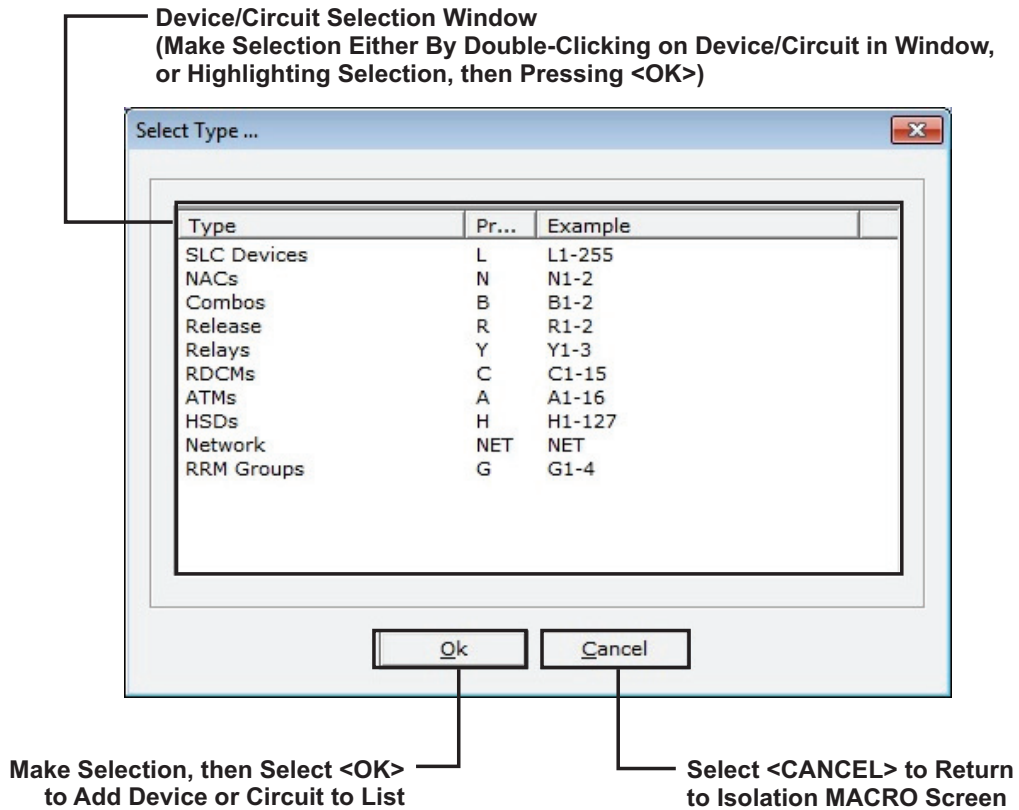 Device/Circuit Selection Window
(Make Selection Either By Double-Clicking on Device/Circuit in Window,
or Highlighting Selection, then Pressing <OK>)
Select Type ...
Type Pr... Example
SLC Devices L L1-255
NACs N N1-2
Combos B B1-2
Release R R1-2
Relays Y Y1-3
RDCMs C C1-15
ATMs A A1-16
HSDs H H1-127
Network NET NET
RRM Groups G G1-4
Ok Cancel
Make Selection, then Select <OK>
to Add Device or Circuit to List
Select <CANCEL> to Return
to Isolation MACRO Screen